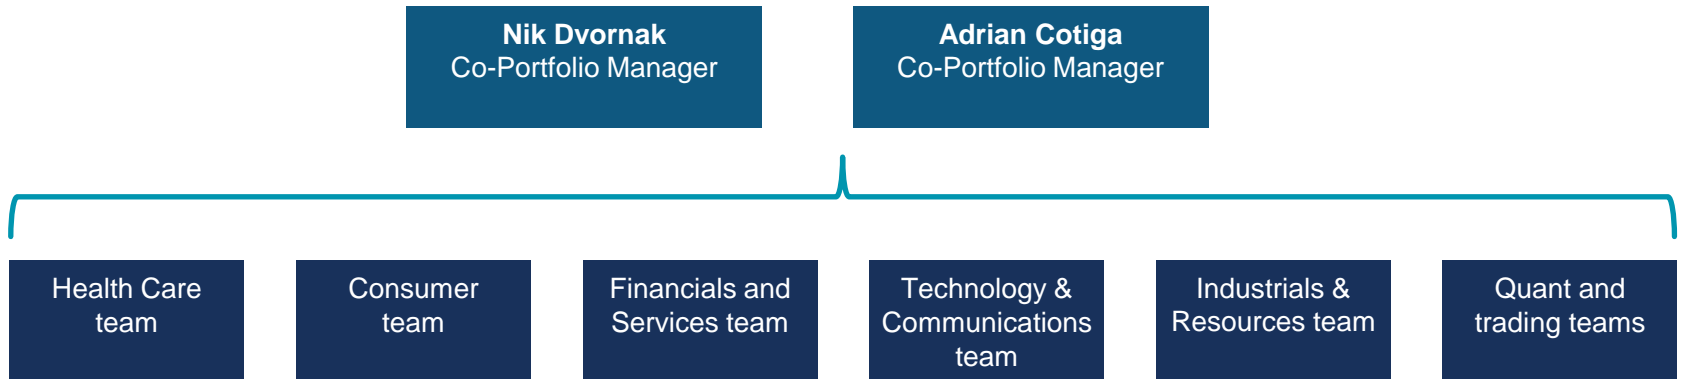 Nik Dvornak
Co-Portfolio Manager
Adrian Cotiga
Co-Portfolio Manager
Health Care
team
Consumer
team
Financials and
Services team
Technology &
Communications
team
Industrials &
Resources team
Quant and
trading teams